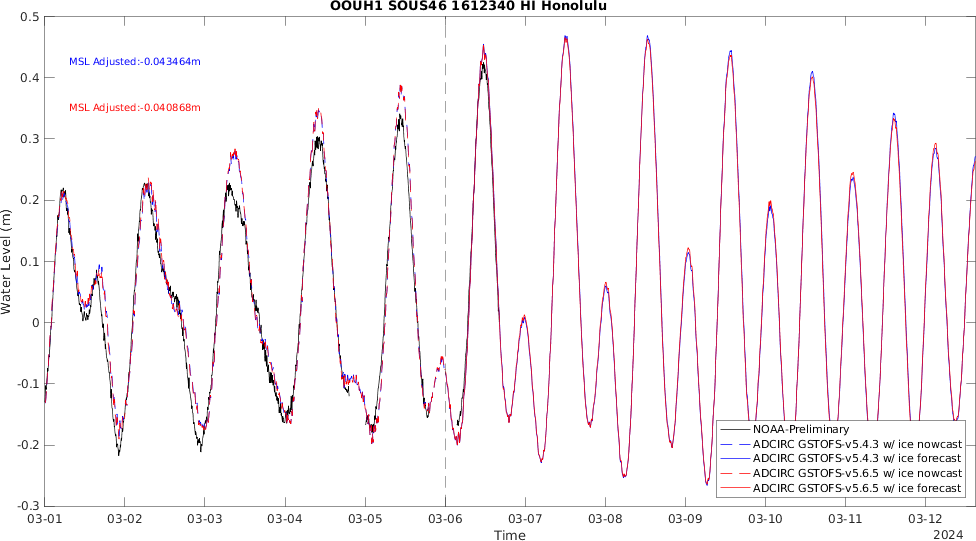 OOUH1 SOUS46 1612340 HI Honolulu
MSL Adjusted:-0.043464m
MSL Adjusted:-0.040868m
Water Level (m)
0.5
0.4
0.3
0.2
0.1
0
-0.1
-0.2
-0.3
NOAA-Preliminary
ADCIRC GSTOFS-v5.4.3 w/ ice nowcast
ADCIRC GSTOFS-v5.4.3 w/ ice forecast
ADCIRC GSTOFS-v5.6.5 w/ ice nowcast
ADCIRC GSTOFS-v5.6.5 w/ ice forecast
03-01 03-02 03-03 03-04 03-05 03-06 03-07 03-08 03-09 03-10 03-11 03-12
Time
2024